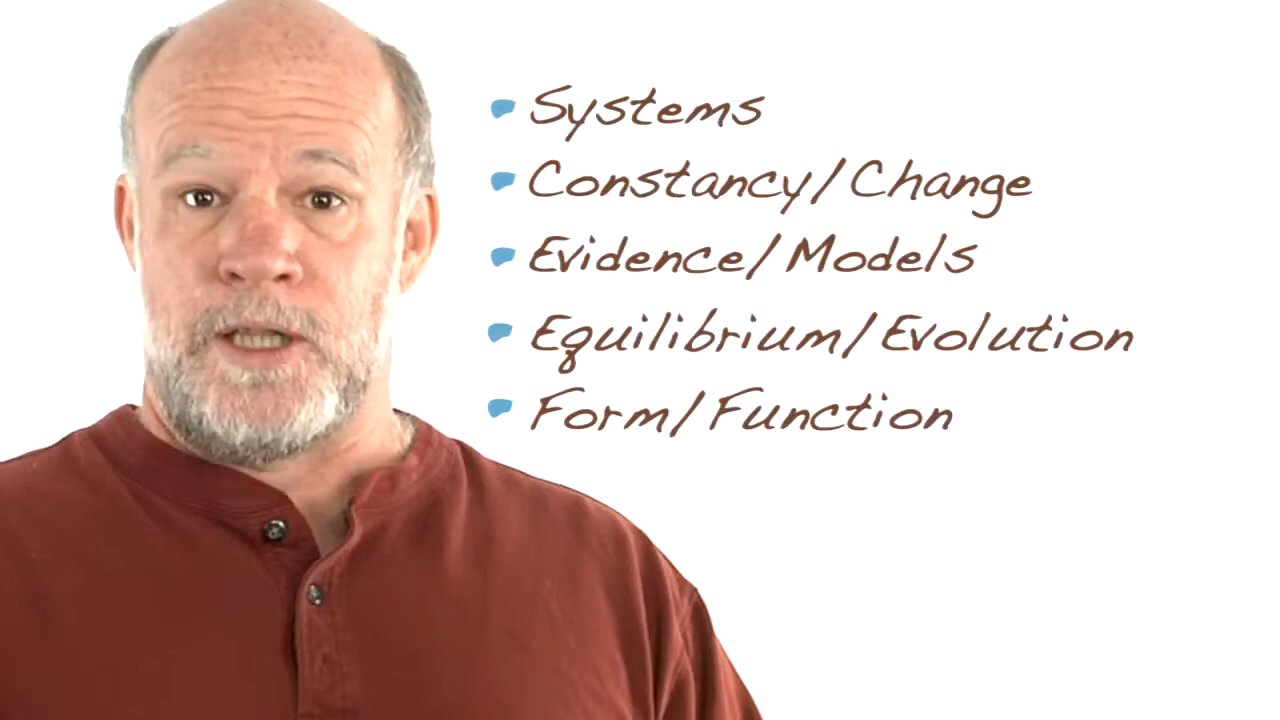 Systems
Constancy/Change
Evidence/Models
Equilibrium/Evolution
Form/Function